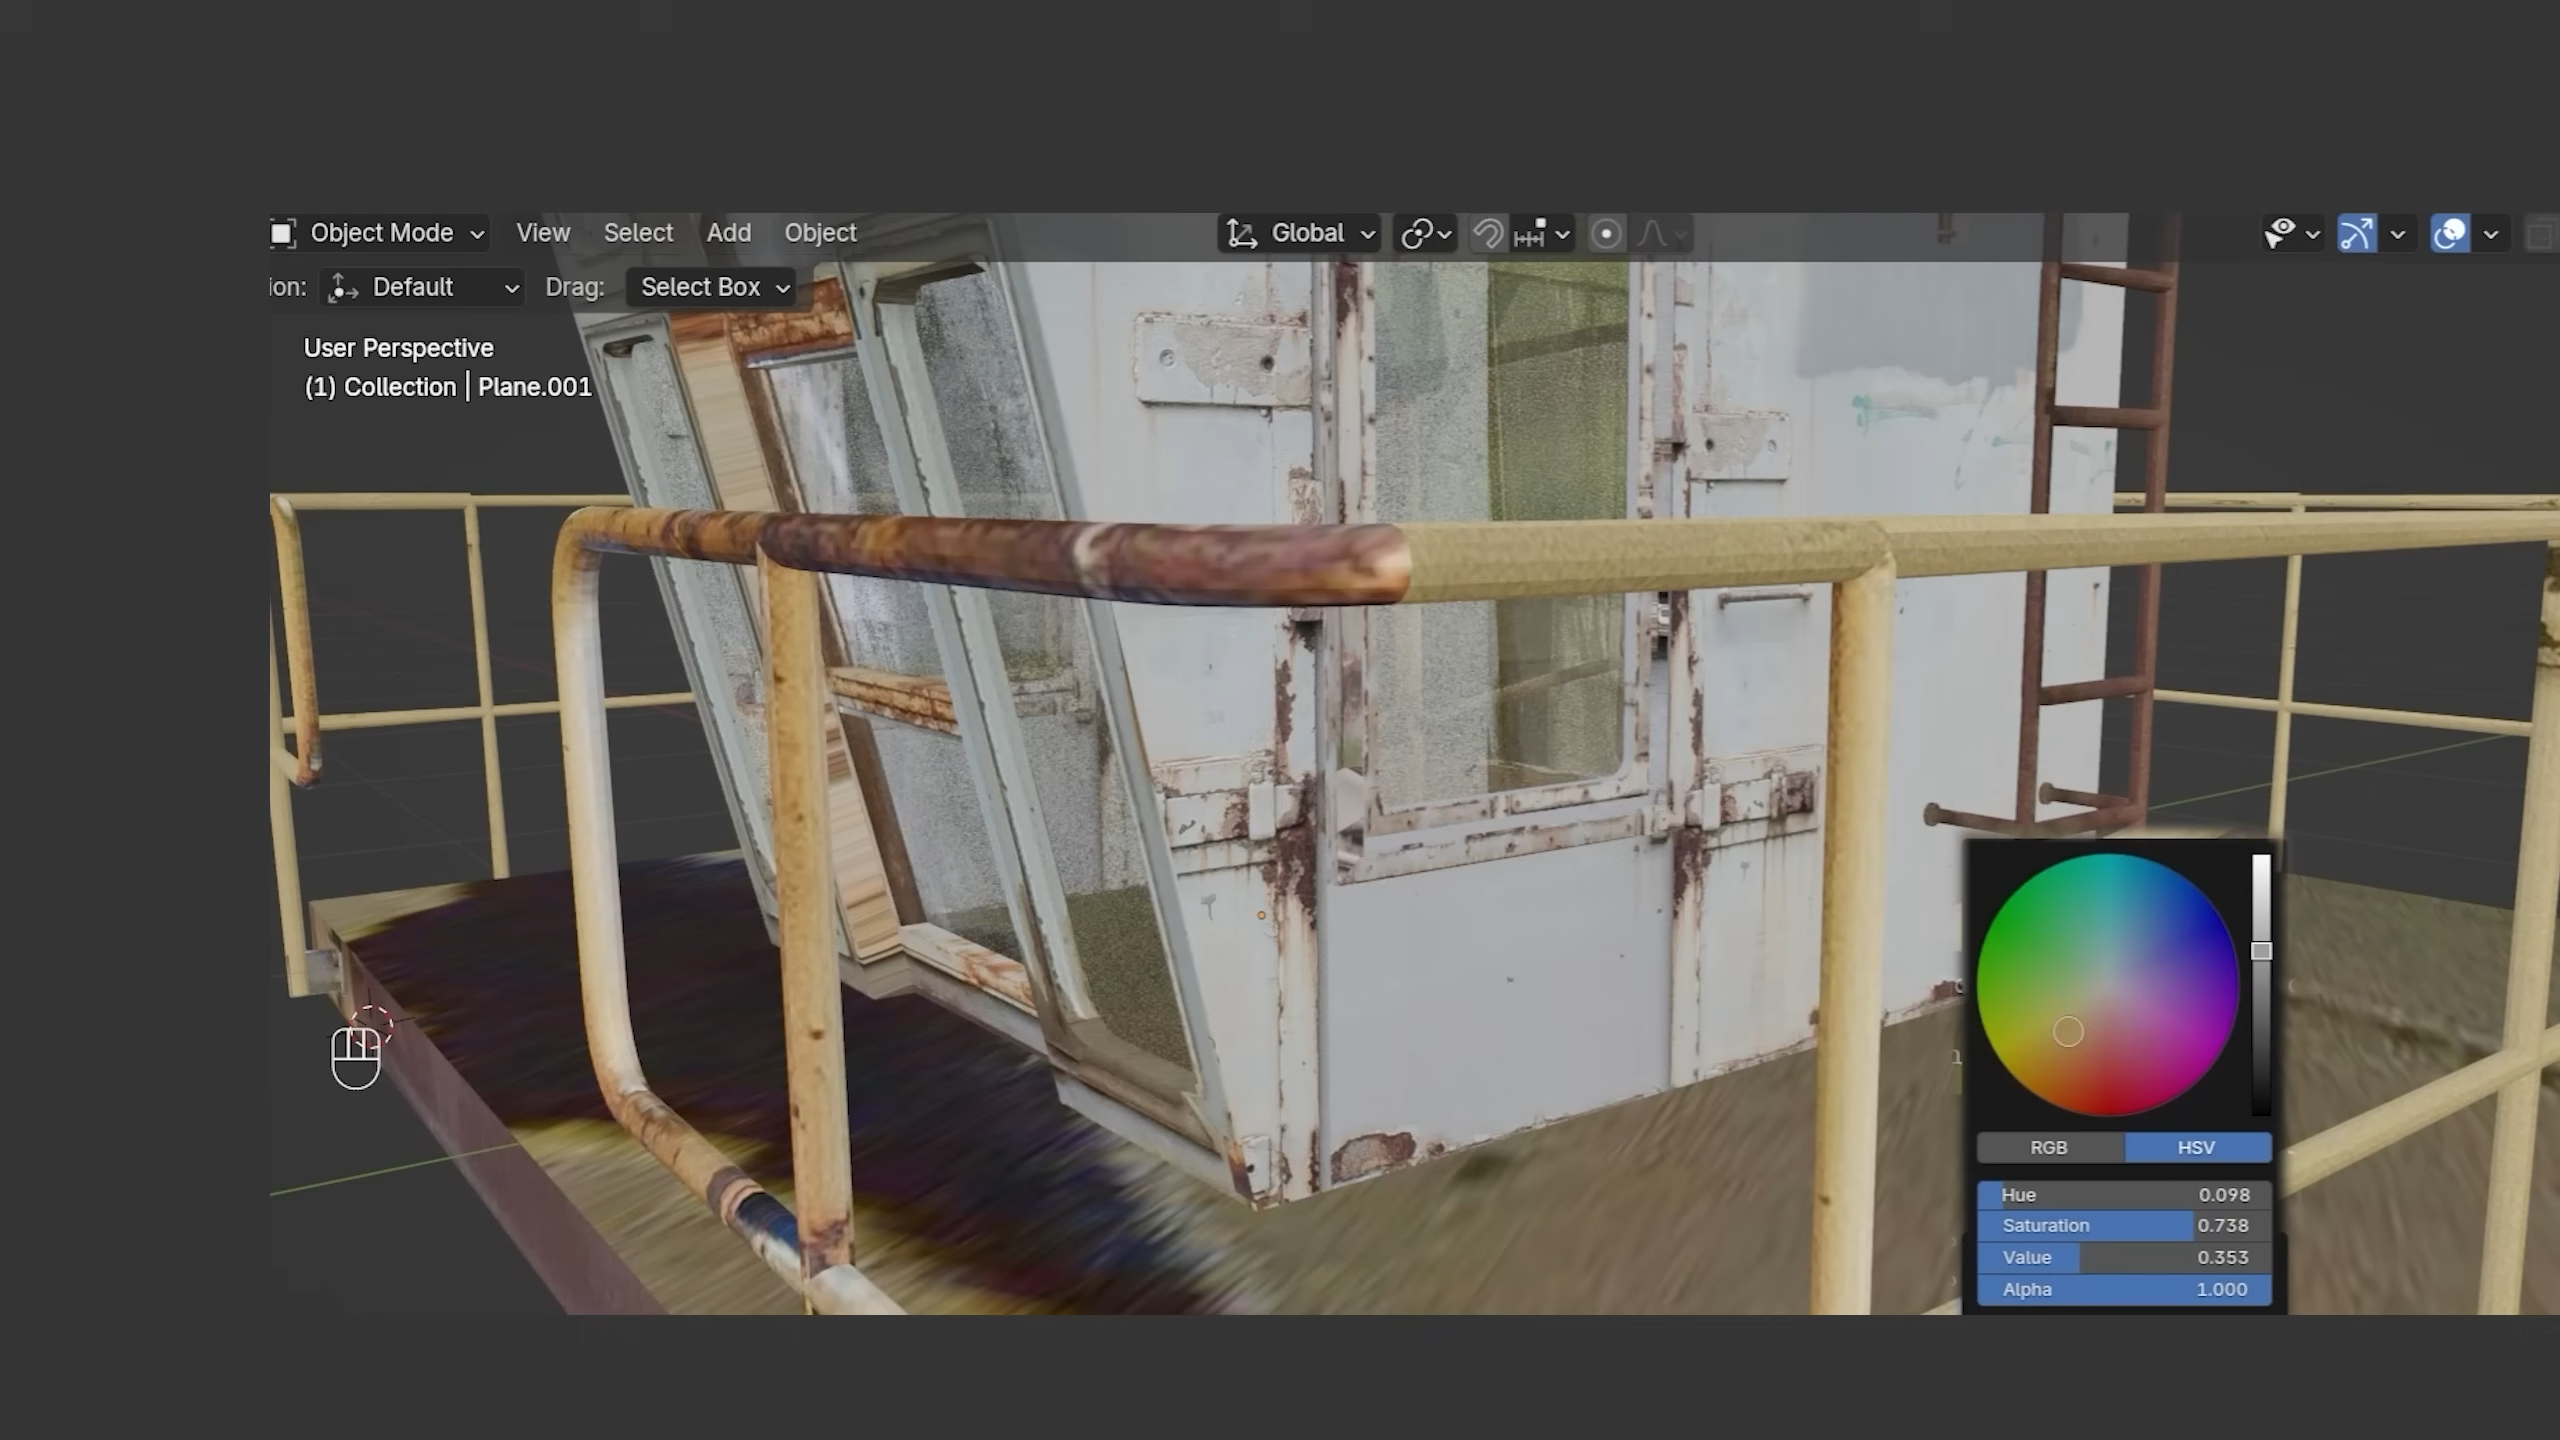 Object Mode View Select Add Object Global
ion: Default Drag: Select Box
User Perspective
(1) Collection | Plane.001
RGB HSV
Hue 0.098
Saturation 0.738
Value 0.353
Alpha 1.000